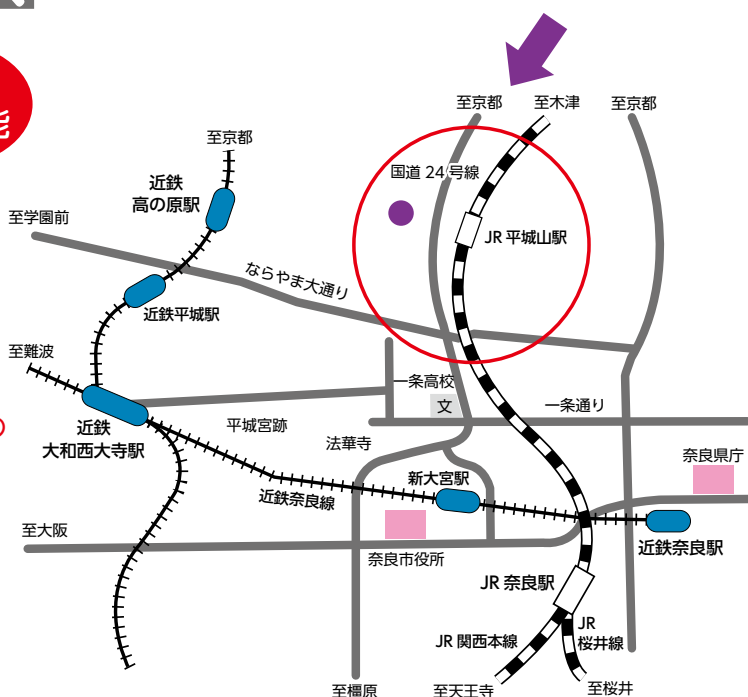 至京都
至木津
至京都
至京都
国道 24 号線
近鉄
高の原駅
至学園前
JR 平城山駅
ならやま大通り
近鉄平城駅
至難波
一条高校
文
一条通り
近鉄
大和西大寺駅
平城宮跡
法華寺
奈良県庁
新大宮駅
近鉄奈良線
至大阪
奈良市役所
近鉄奈良駅
JR 奈良駅
JR 関西本線
JR
桜井線
至橿原
至天王寺
至桜井